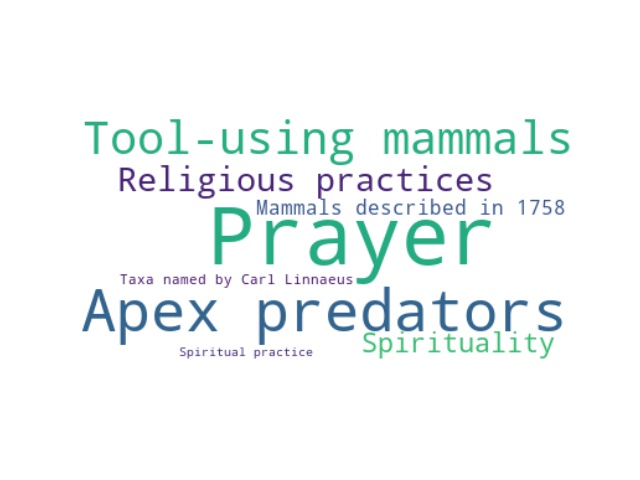 Tool-using mammals
Religious practices
Mammals described in 1758
Prayer
Taxa named by Carl Linnaeus
Apex predators
Spirituality
Spiritual practice